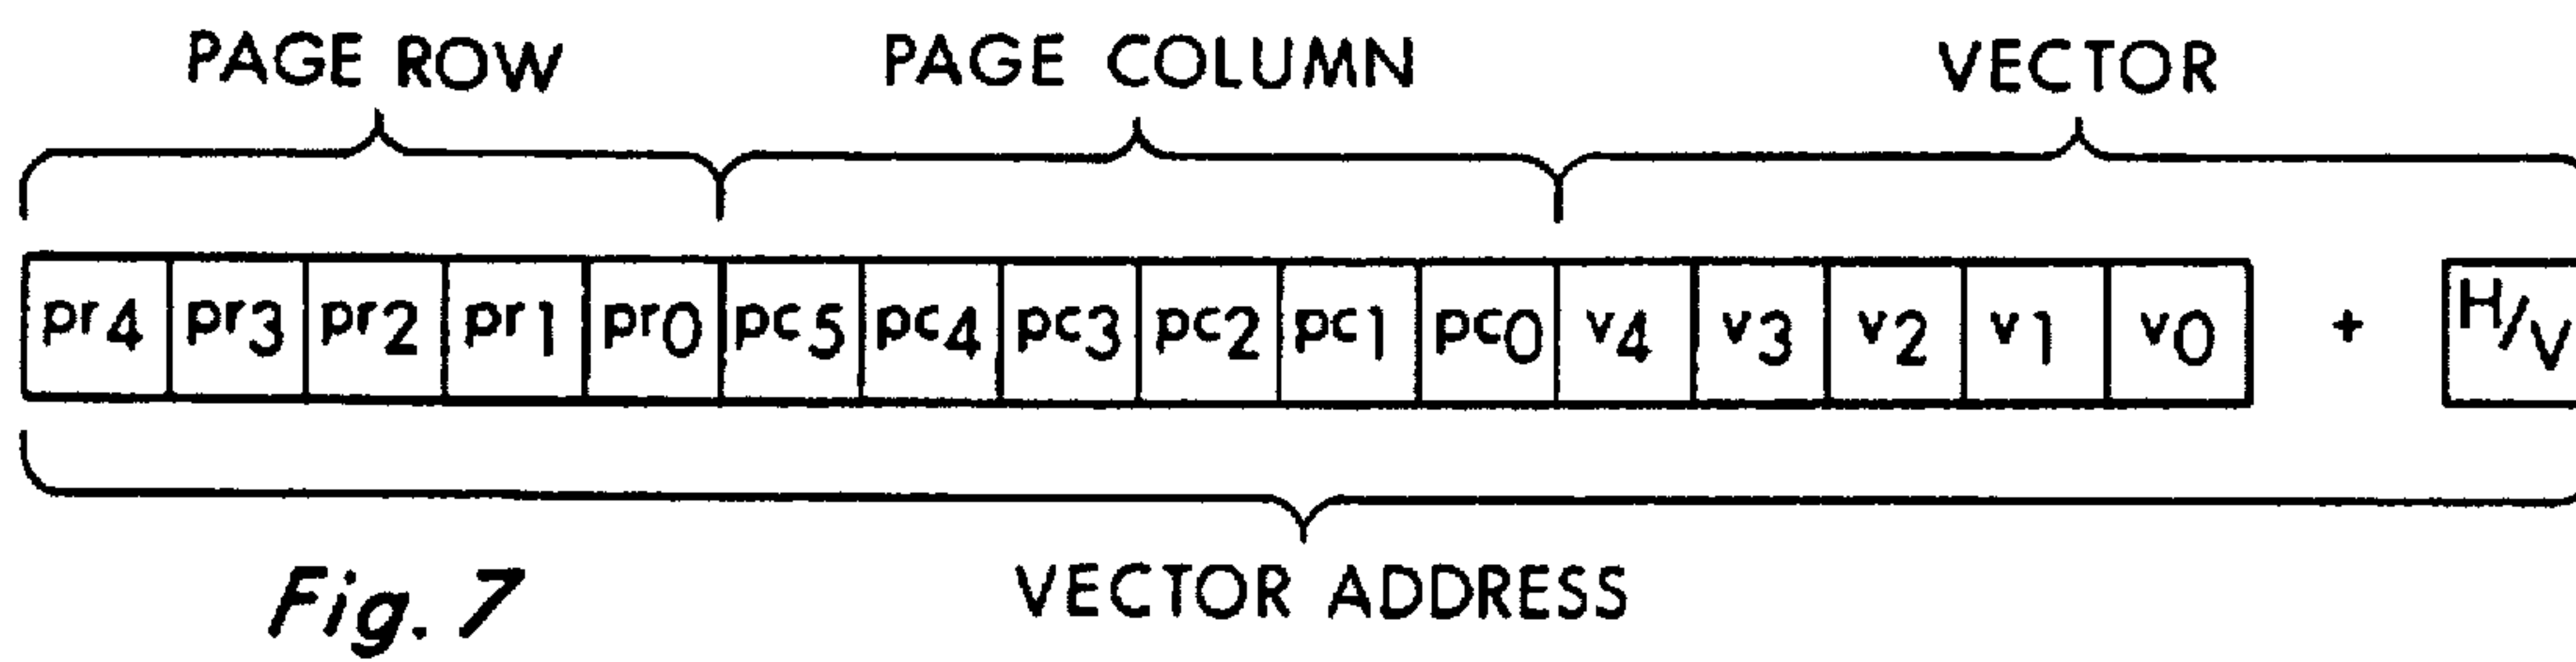 PAGE ROW PAGE COLUMN VECTOR
pr4 pr3 pr2 pr1 pr0 pc5 pc4 pc3 pc2 pc1 pc0 v4 v3 v2 v1 v0 + H/V
VECTOR ADDRESS
Fig. 7